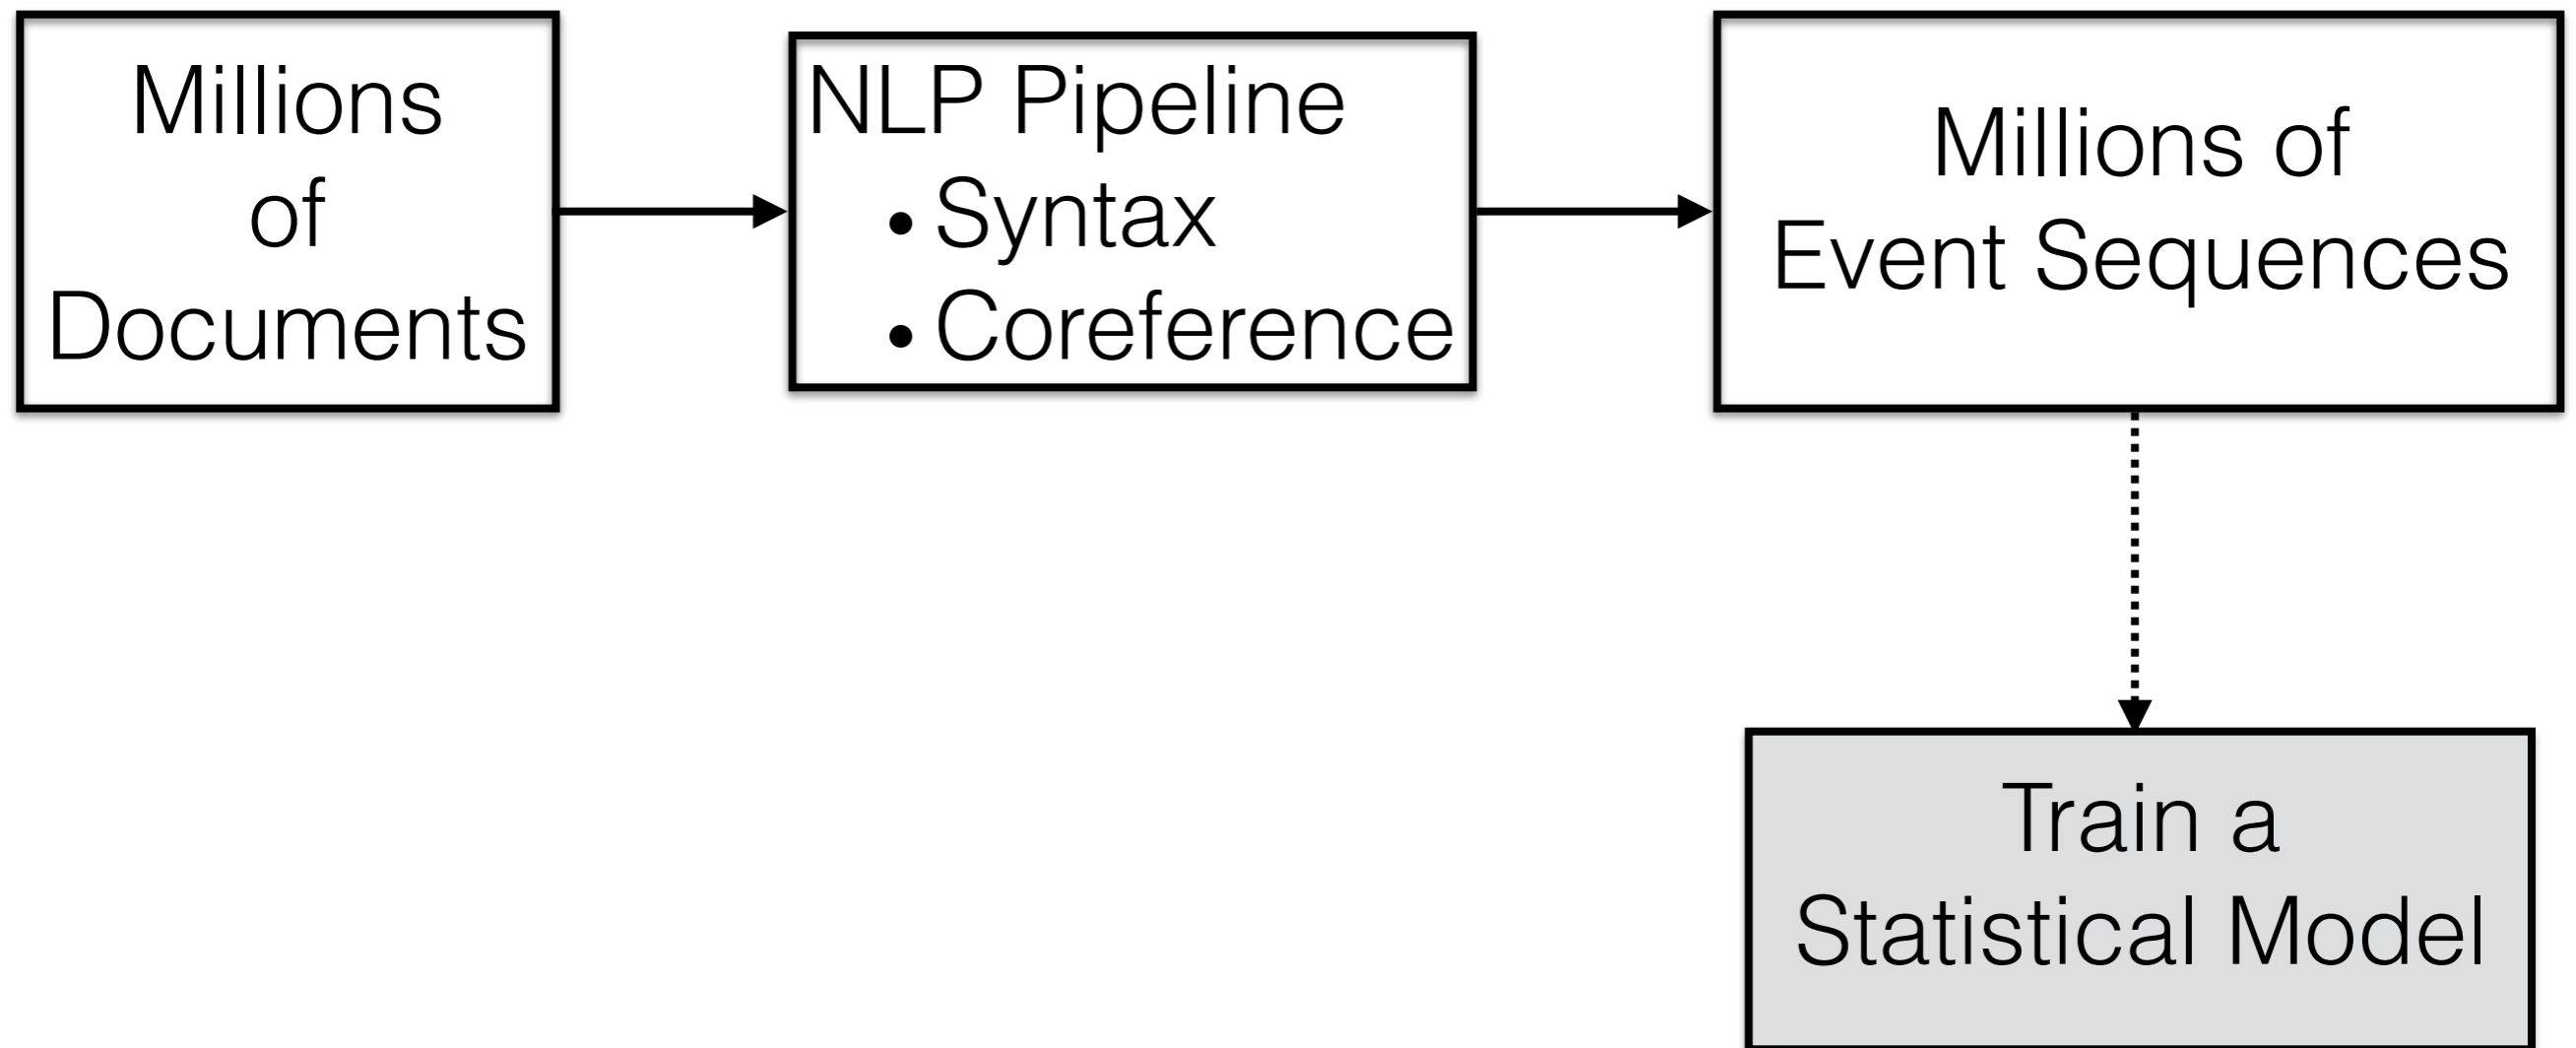 Millions
of
Documents
NLP Pipeline
• Syntax
• Coreference
Millions of
Event Sequences
Train a
Statistical Model